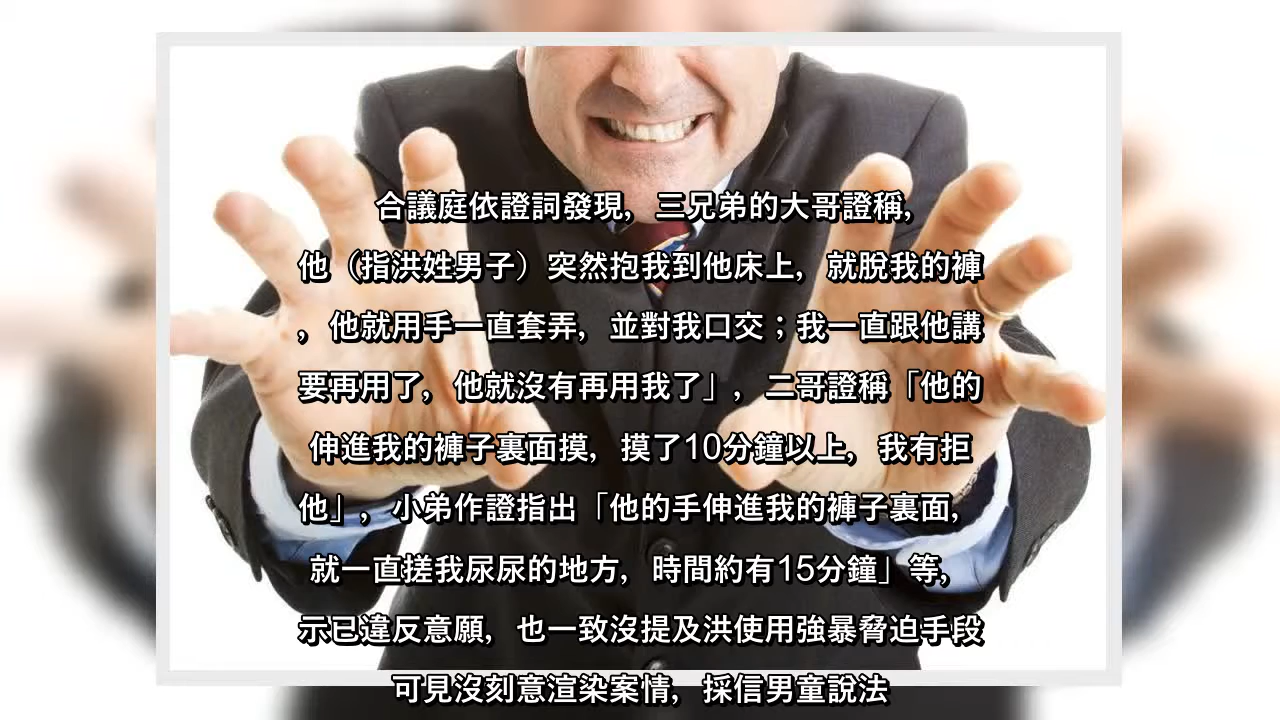 合議庭依證詞發現，三兄弟的大哥證稱，
他（指洪姓男子）突然抱我到他床上，就脫我的褲
，他就用手一直套弄，並對我口交；我一直跟他講
要再用了，他就沒有再用我了」，二哥證稱「他的
伸進我的褲子裏面摸，摸了10分鐘以上，我有拒
他」，小弟作證指出「他的手伸進我的褲子裏面，
就一直搓我尿尿的地方，時間約有15分鐘」等，
示已違反意願，也一致沒提及洪使用強暴脅迫手段
可見沒刻意渲染案情，採信男童說法